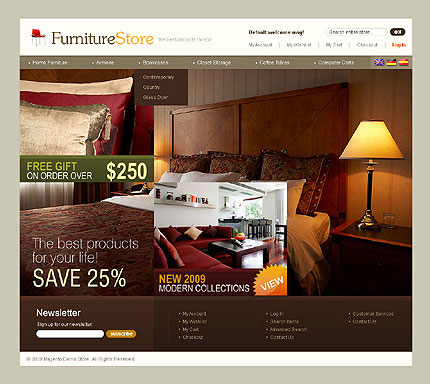 FurnitureStore
the best products for you!
Default welcome msg!
Search entire store...
GO!
My Account | My Wishlist | My Cart | Checkout | Log In
Home Furniture
Armoire
Bookcases
Closet Storage
Coffee Tables
Computer Carts
Contemporary
Country
Glass Door
FREE GIFT
ON ORDER OVER
$250
The best products
for your life!
SAVE 25%
NEW 2009
MODERN COLLECTIONS
VIEW
Newsletter
Sign up for our newsletter:
subscribe
My Account
My Wishlist
My Cart
Checkout
Log In
Search Items
Advanced Search
Contact Us
Customer Services
Contact Us
© 2009 Magento Demo Store. All Rights Reserved.